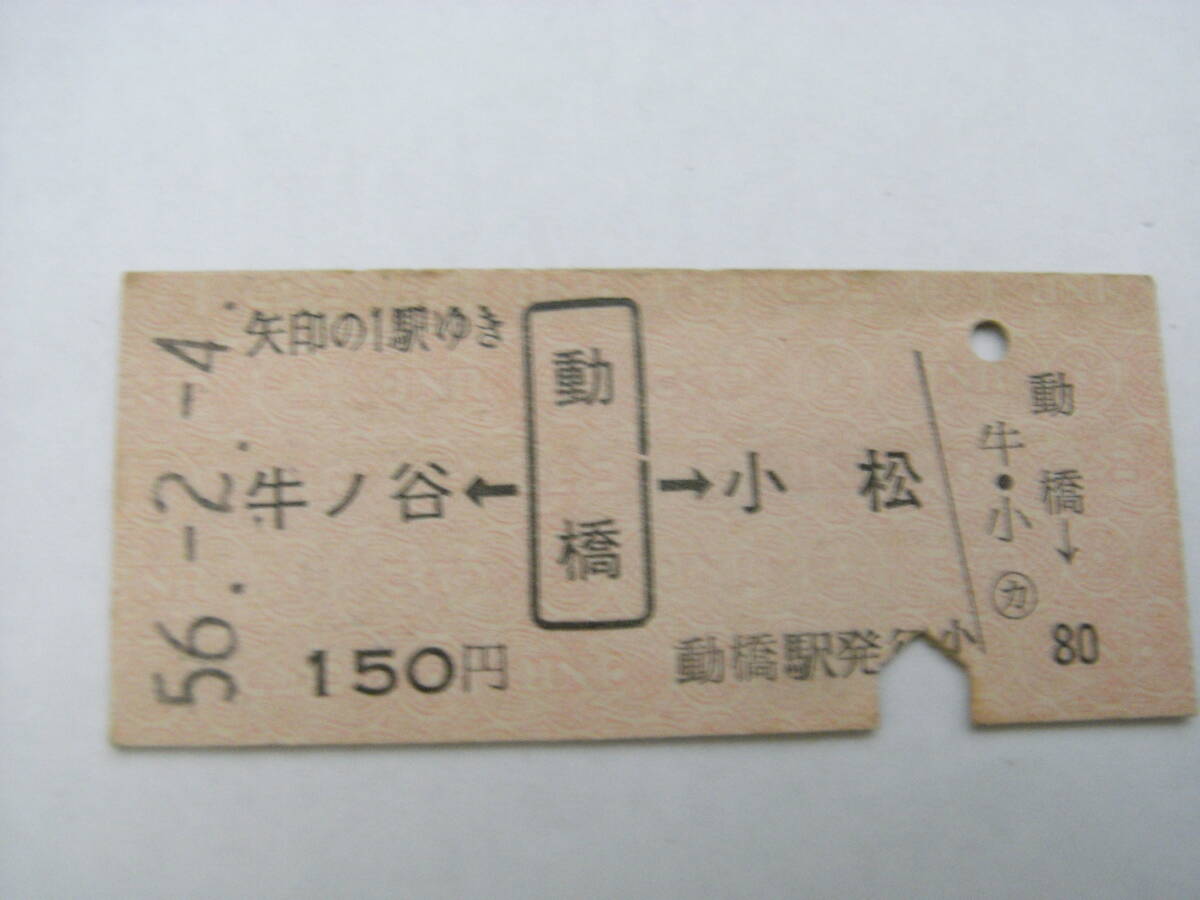 56.-2.-4.
矢印の1駅ゆき
牛ノ谷←動橋→小松
150円
動橋駅発行小
動橋→
牛・小
㋕
80